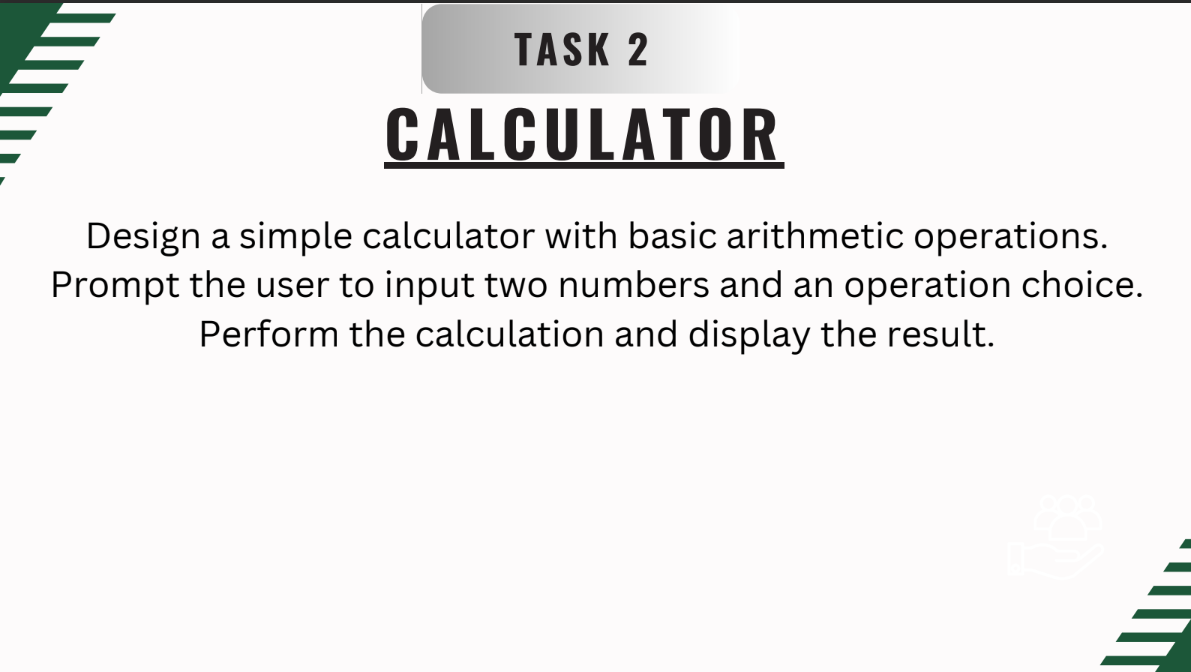 TASK 2
CALCULATOR
Design a simple calculator with basic arithmetic operations.
Prompt the user to input two numbers and an operation choice.
Perform the calculation and display the result.